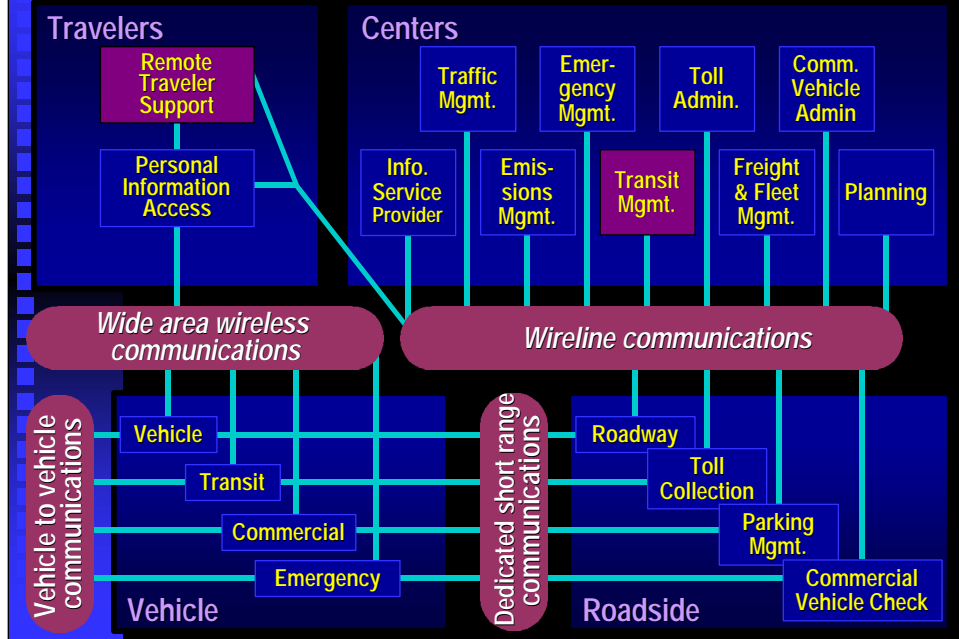 Travelers
Remote
Traveler
Support
Personal
Information
Access
Centers
Traffic
Mgmt.
Emer-
gency
Mgmt.
Toll
Admin.
Comm.
Vehicle
Admin
Info.
Service
Provider
Emis-
sions
Mgmt.
Transit
Mgmt.
Freight
& Fleet
Mgmt.
Planning
Wide area wireless
communications
Wireline communications
Vehicle to vehicle
communications
Vehicle
Transit
Commercial
Emergency
Vehicle
Dedicated short range
communications
Roadway
Toll
Collection
Parking
Mgmt.
Commercial
Vehicle Check
Roadside